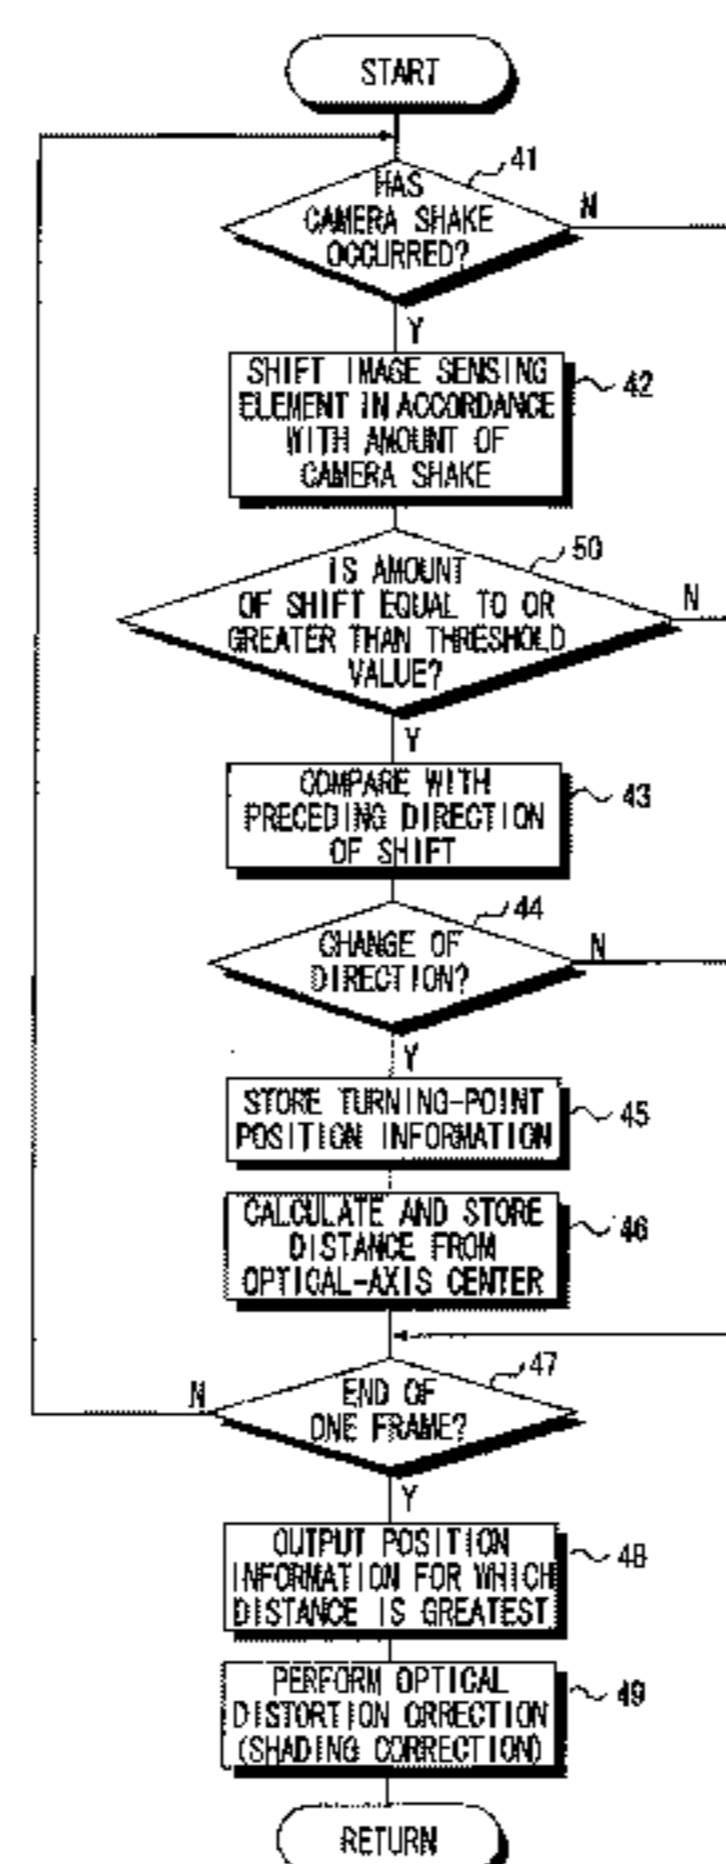 START
41
HAS
CAMERA SHAKE
OCCURRED?
N
Y
SHIFT IMAGE SENSING
ELEMENT IN ACCORDANCE
WITH AMOUNT OF
CAMERA SHAKE
42
50
IS AMOUNT
OF SHIFT EQUAL TO OR
GREATER THAN THRESHOLD
VALUE?
N
Y
COMPARE WITH
PRECEDING DIRECTION
OF SHIFT
43
44
CHANGE OF
DIRECTION?
N
Y
STORE TURNING-POINT
POSITION INFORMATION
45
CALCULATE AND STORE
DISTANCE FROM
OPTICAL-AXIS CENTER
46
47
END OF
ONE FRAME?
N
Y
OUTPUT POSITION
INFORMATION FOR WHICH
DISTANCE IS GREATEST
48
PERFORM OPTICAL
DISTORTION ORRECTION
(SHADING CORRECTION)
49
RETURN